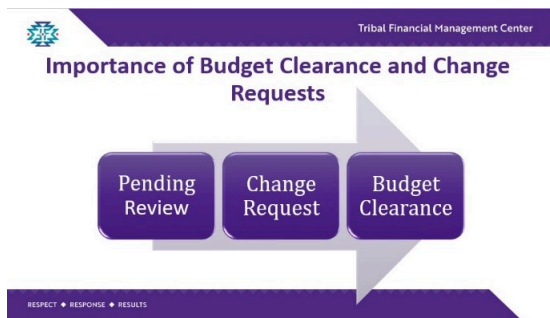 Tribal Financial Management Center
Importance of Budget Clearance and Change
Requests
Pending
Review
Change
Request
Budget
Clearance
RESPECT ◆ RESPONSE ◆ RESULTS